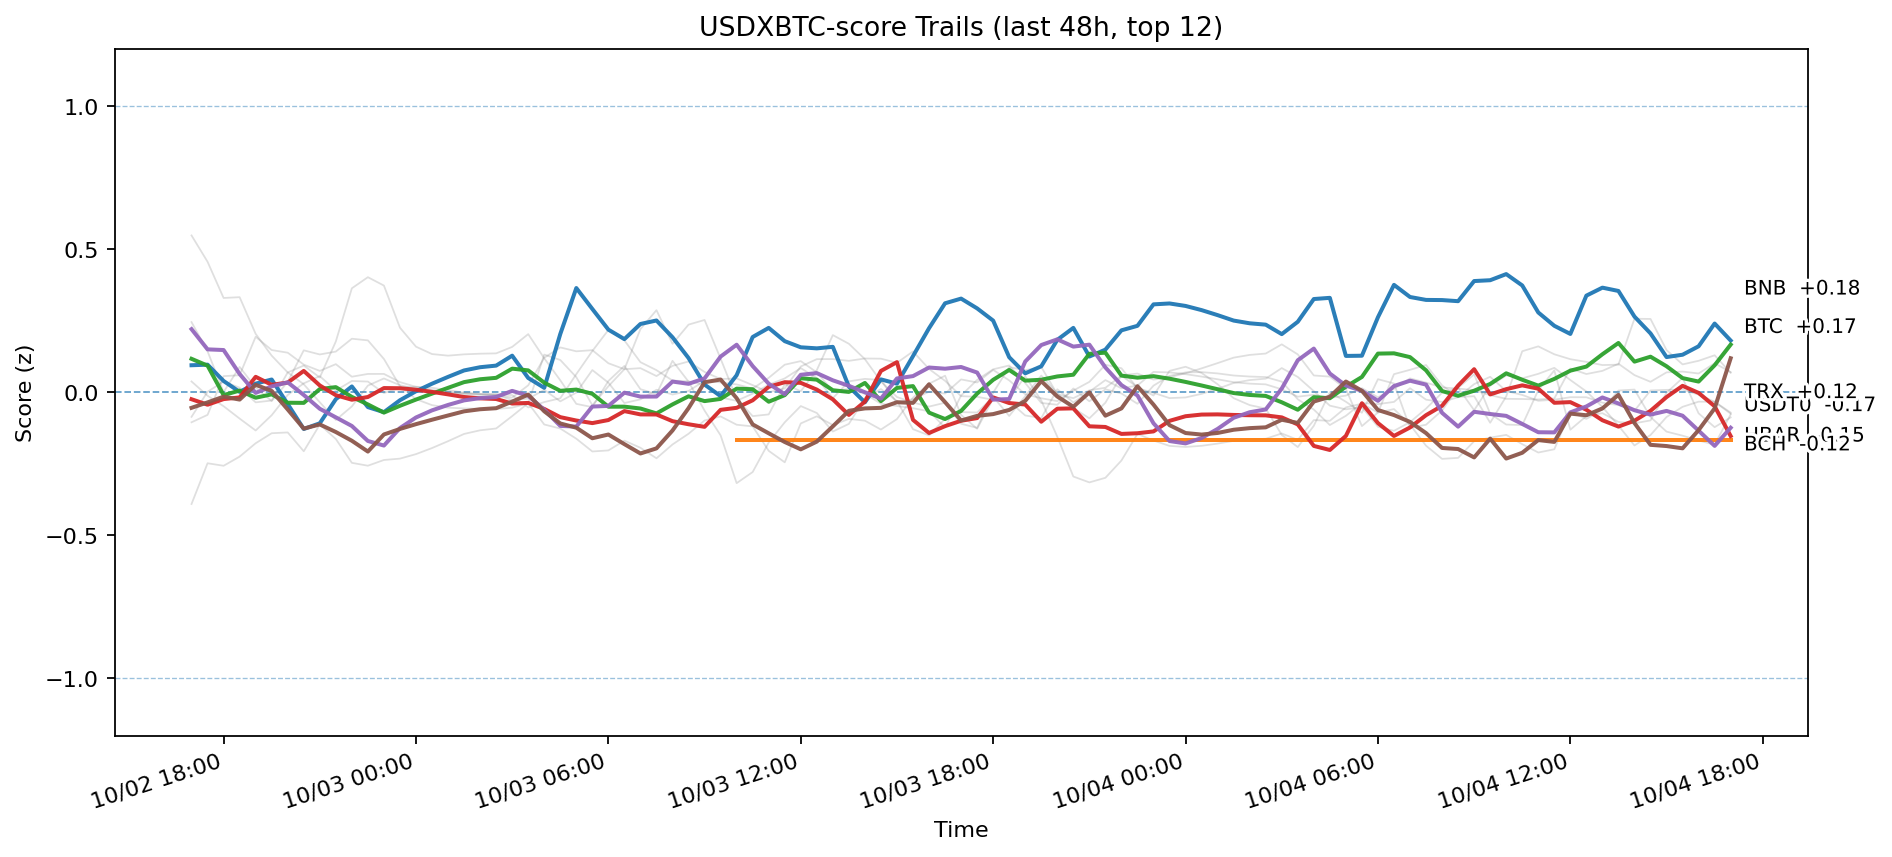 USDXBTC-score Trails (last 48h, top 12)
Score (z)
1.0
0.5
0.0
−0.5
−1.0
BNB +0.18
BTC +0.17
TRX +0.12
USDT0 -0.17
HBAR -0.15
BCH -0.12
10/02 18:00
10/03 00:00
10/03 06:00
10/03 12:00
10/03 18:00
10/04 00:00
10/04 06:00
10/04 12:00
10/04 18:00
Time